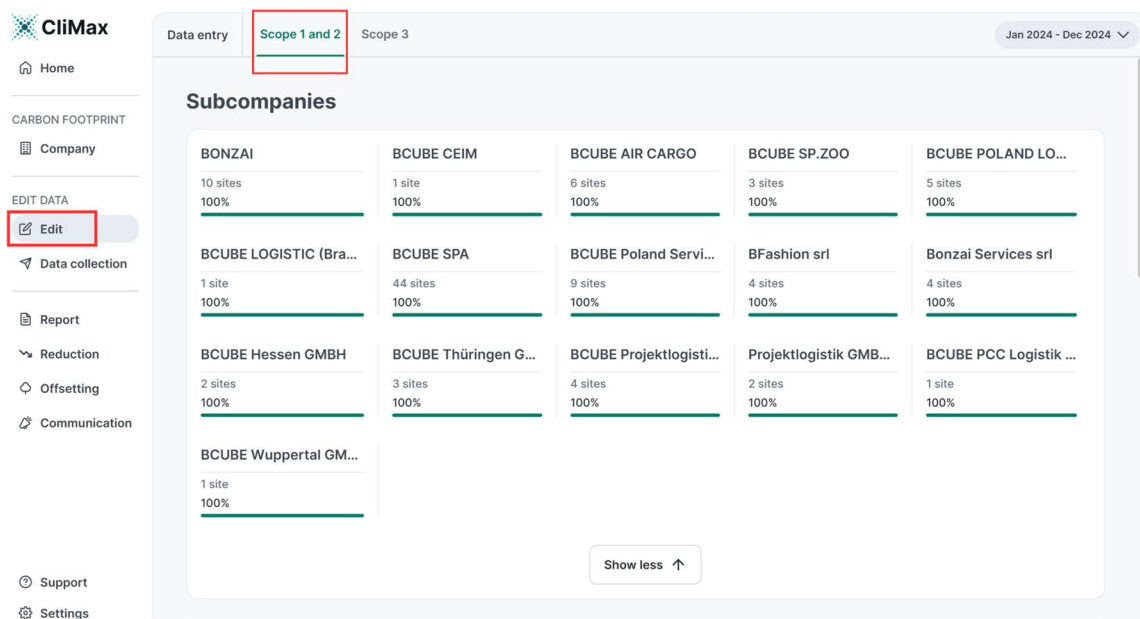 CliMax
Data entry
Scope 1 and 2
Scope 3
Jan 2024 - Dec 2024
Home
CARBON FOOTPRINT
Company
EDIT DATA
Edit
Data collection
Report
Reduction
Offsetting
Communication
Support
Settings
Subcompanies
BONZAI
10 sites
100%
BCUBE CEIM
1 site
100%
BCUBE AIR CARGO
6 sites
100%
BCUBE SP.ZOO
3 sites
100%
BCUBE POLAND LO...
5 sites
100%
BCUBE LOGISTIC (Bra...
1 site
100%
BCUBE SPA
44 sites
100%
BCUBE Poland Servi...
9 sites
100%
BFashion srl
4 sites
100%
Bonzai Services srl
4 sites
100%
BCUBE Hessen GMBH
2 sites
100%
BCUBE Thüringen G...
3 sites
100%
BCUBE Projektlogisti...
4 sites
100%
Projektlogistik GMB...
2 sites
100%
BCUBE PCC Logistik ...
1 site
100%
BCUBE Wuppertal GM...
1 site
100%
Show less